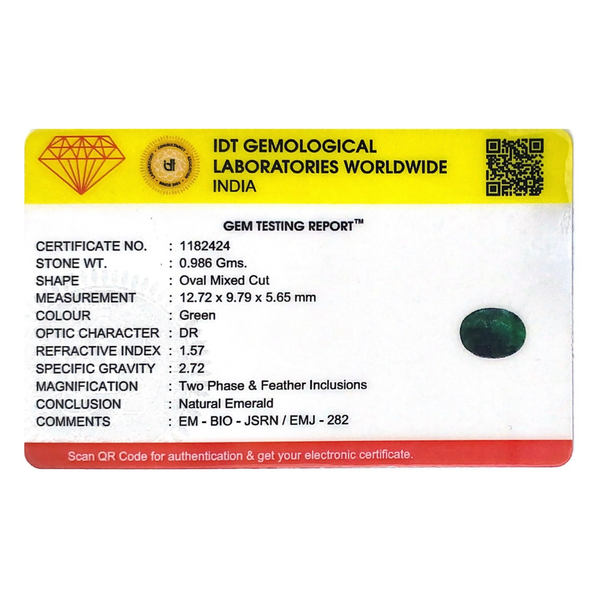 IDT GEMOLOGICAL
LABORATORIES WORLDWIDE
INDIA
GEM TESTING REPORT™
CERTIFICATE NO. : 1182424
STONE WT. : 0.986 Gms.
SHAPE : Oval Mixed Cut
MEASUREMENT : 12.72 x 9.79 x 5.65 mm
COLOUR : Green
OPTIC CHARACTER : DR
REFRACTIVE INDEX : 1.57
SPECIFIC GRAVITY : 2.72
MAGNIFICATION : Two Phase & Feather Inclusions
CONCLUSION : Natural Emerald
COMMENTS : EM - BIO - JSRN / EMJ - 282
Scan QR Code for authentication & get your electronic certificate.